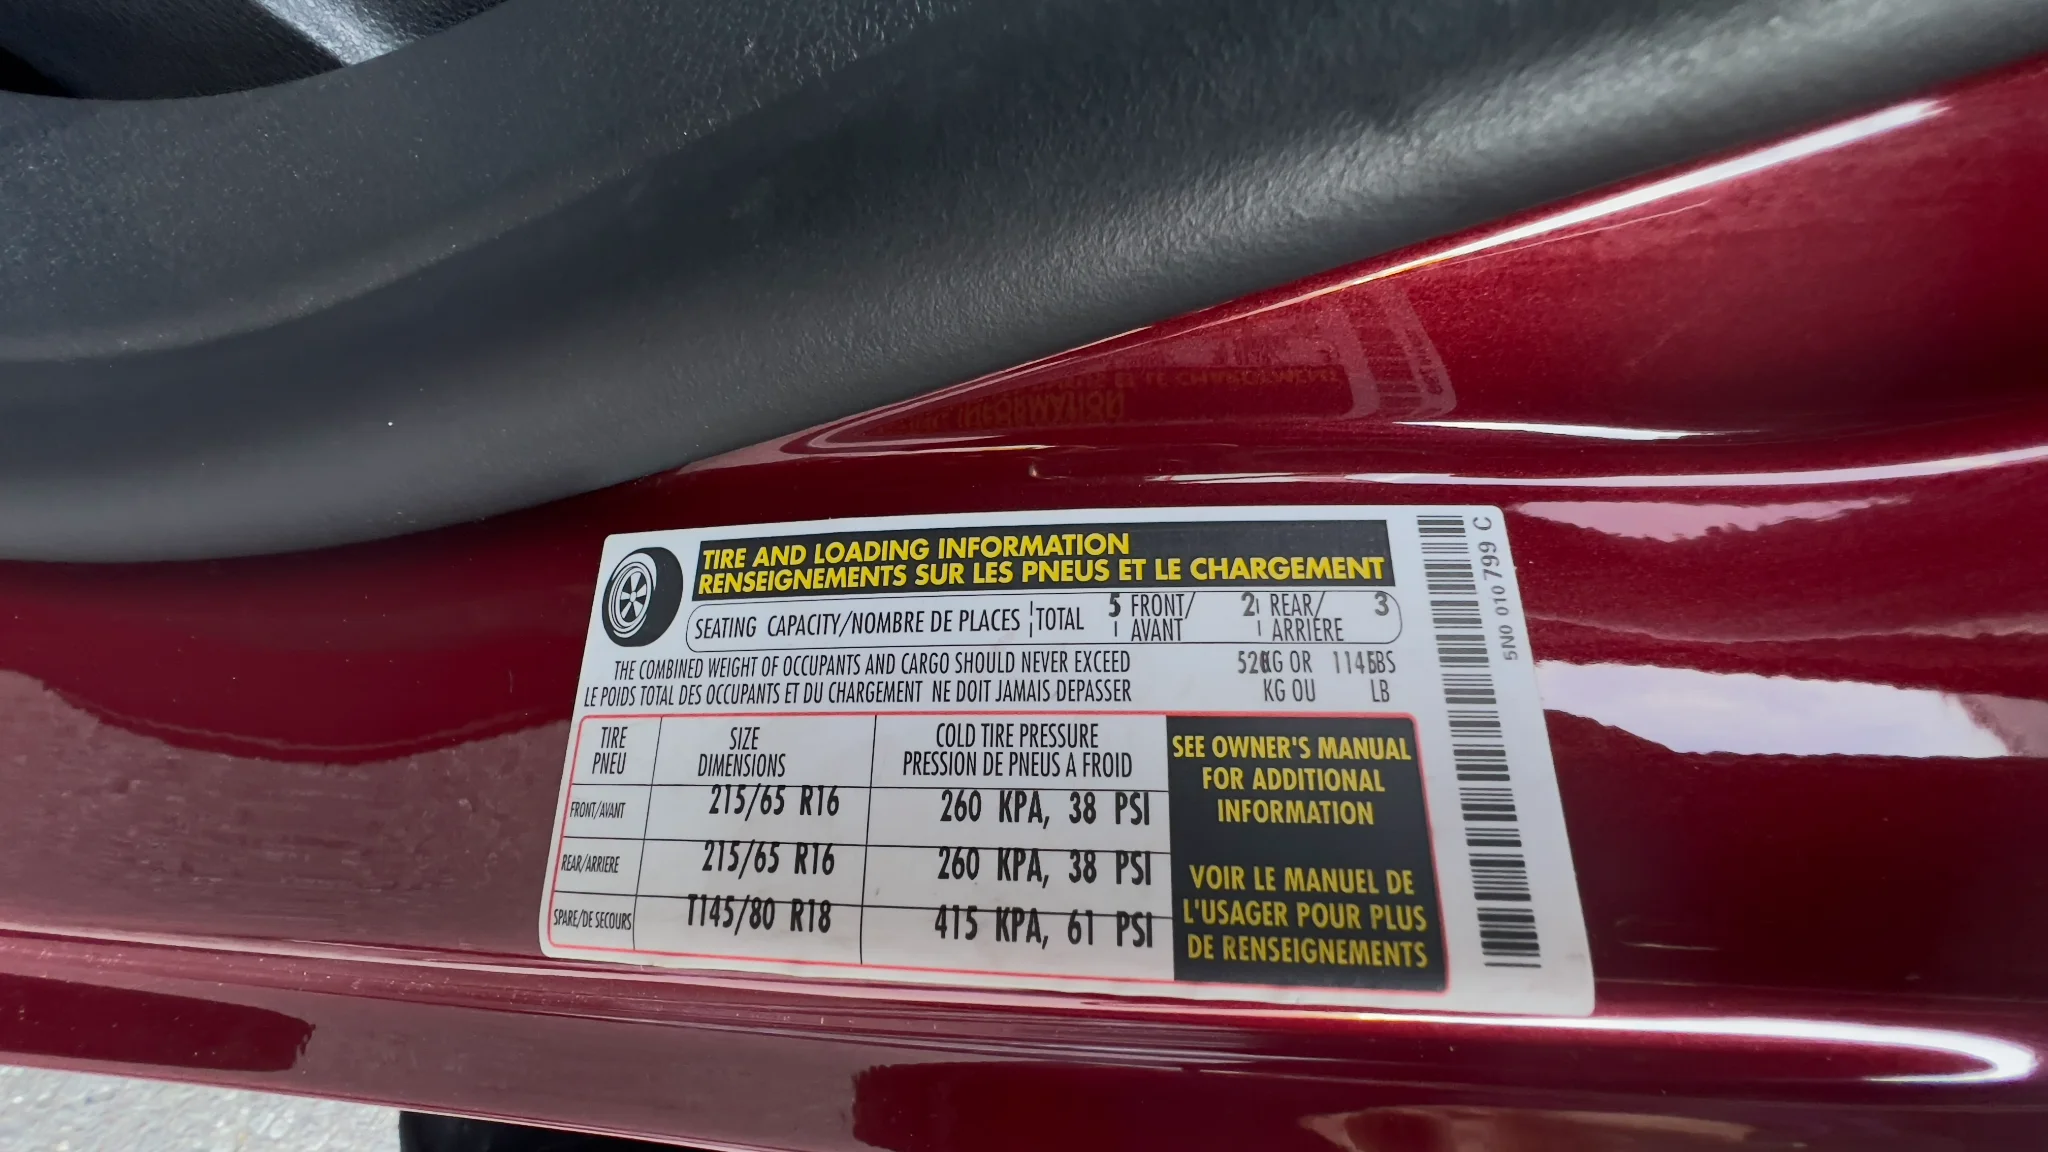 TIRE AND LOADING INFORMATION
RENSEIGNEMENTS SUR LES PNEUS ET LE CHARGEMENT
SEATING CAPACITY/NOMBRE DE PLACES TOTAL 5 FRONT/AVANT 2 REAR/ARRIERE 3
THE COMBINED WEIGHT OF OCCUPANTS AND CARGO SHOULD NEVER EXCEED KG OR LBS
LE POIDS TOTAL DES OCCUPANTS ET DU CHARGEMENT NE DOIT JAMAIS DEPASSER KG OU LB
TIRE SIZE COLD TIRE PRESSURE
PNEU DIMENSIONS PRESSION DE PNEUS A FROID
FRONT/AVANT 215/65 R16 260 KPA, 38 PSI
REAR/ARRIERE 215/65 R16 260 KPA, 38 PSI
SPARE/DE SECOURS T145/80 R18 415 KPA, 61 PSI
SEE OWNER'S MANUAL
FOR ADDITIONAL
INFORMATION
VOIR LE MANUEL DE
L'USAGER POUR PLUS
DE RENSEIGNEMENTS
5N0 010 799 C